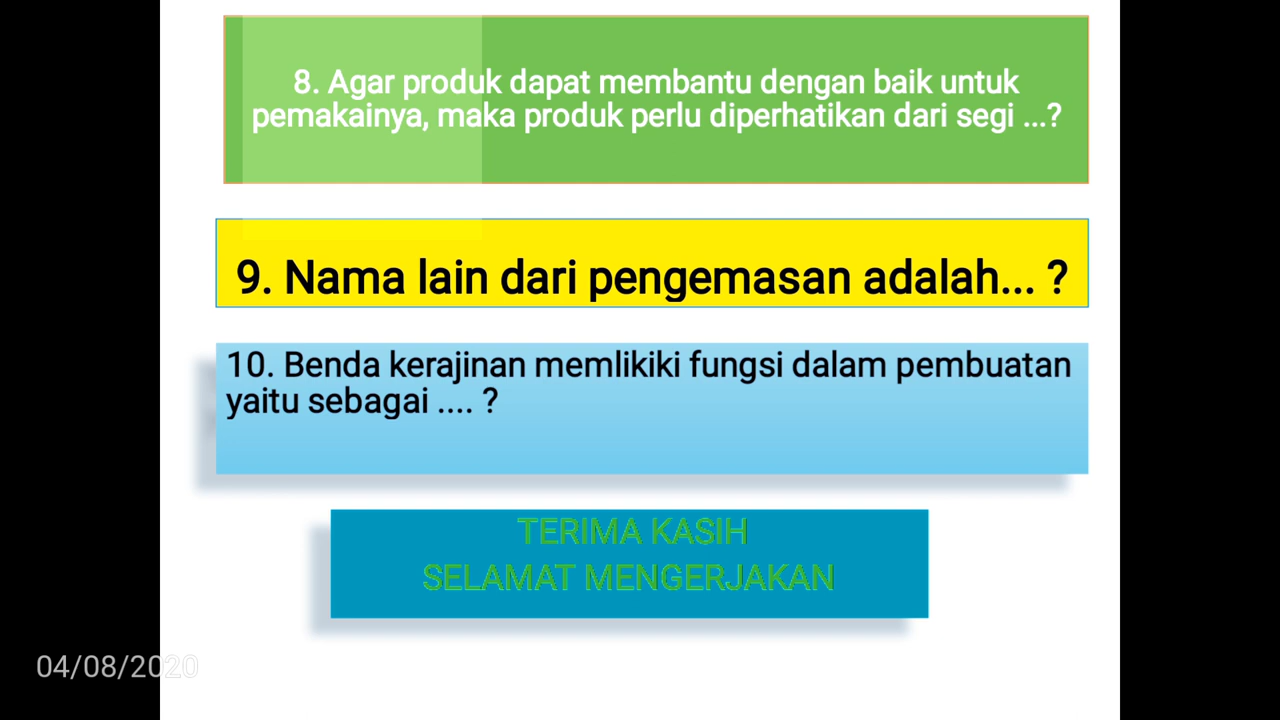 8. Agar produk dapat membantu dengan baik untuk
pemakainya, maka produk perlu diperhatikan dari segi ...?
9. Nama lain dari pengemasan adalah... ?
10. Benda kerajinan memlikiki fungsi dalam pembuatan
yaitu sebagai .... ?
TERIMA KASIH
SELAMAT MENGERJAKAN
04/08/2020